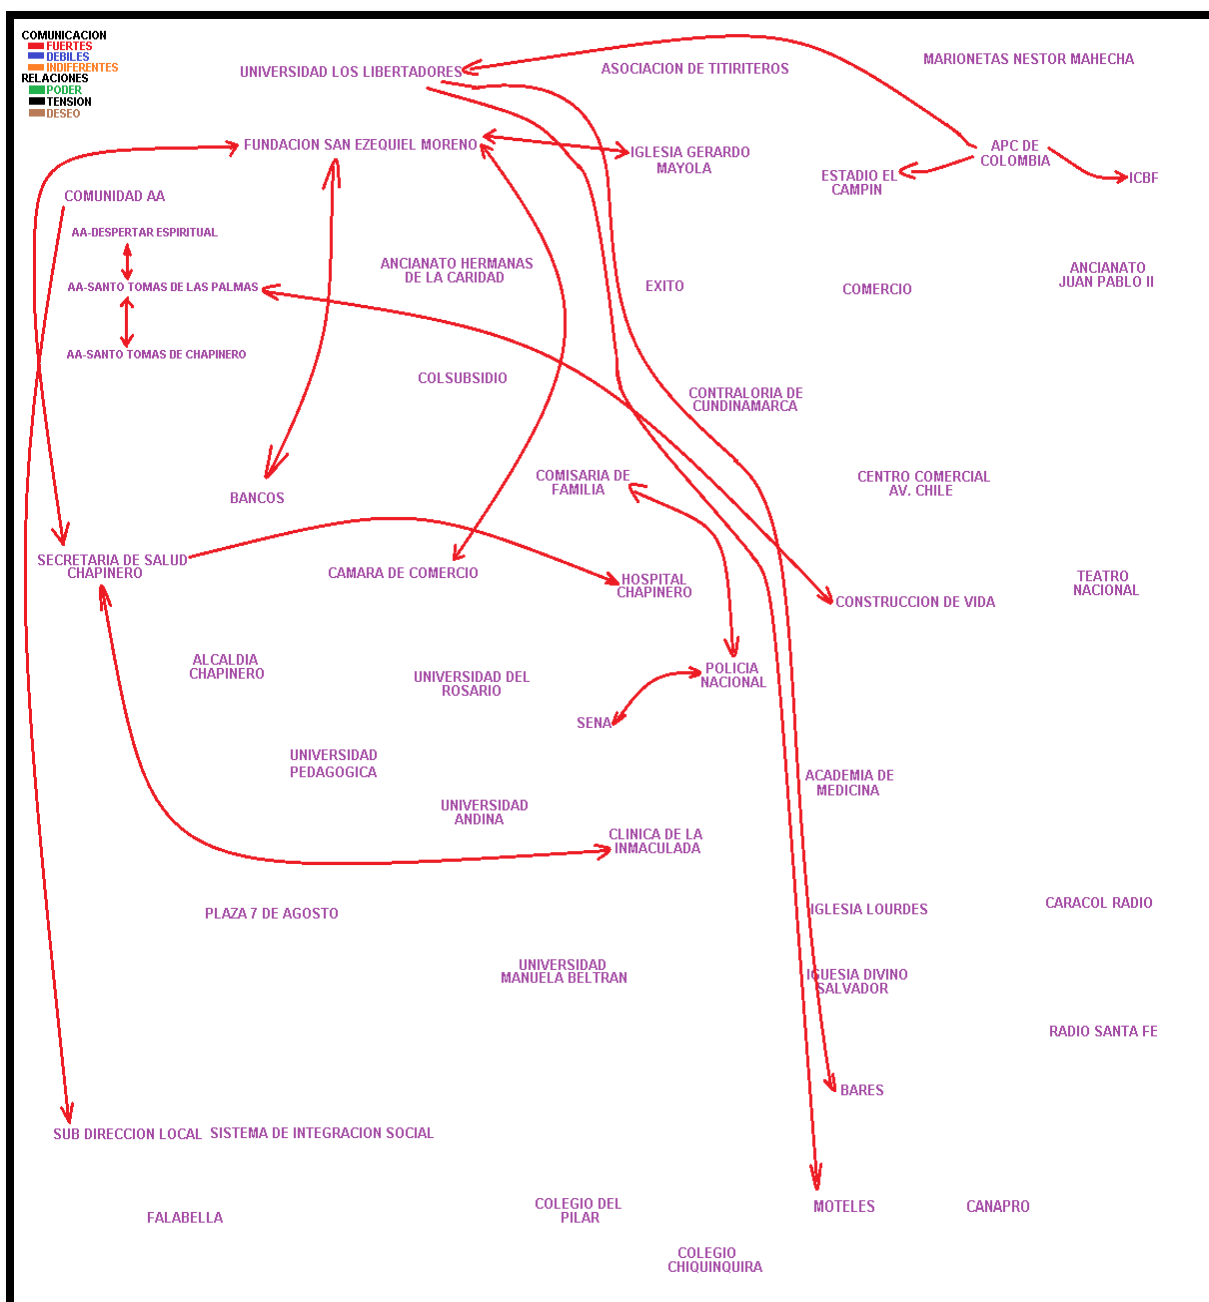 COMUNICACION
FUERTES
DEBILES
INDIFERENTES
RELACIONES
PODER
TENSION
DESEO
UNIVERSIDAD LOS LIBERTADORES
ASOCIACION DE TITIRITEROS
MARIONETAS NESTOR MAHECHA
FUNDACION SAN EZEQUIEL MORENO
IGLESIA GERARDO
MAYOLA
APC DE
COLOMBIA
ESTADIO EL
CAMPIN
ICBF
COMUNIDAD AA
AA-DESPERTAR ESPIRITUAL
AA-SANTO TOMAS DE LAS PALMAS
AA-SANTO TOMAS DE CHAPINERO
ANCIANATO HERMANAS
DE LA CARIDAD
EXITO
COMERCIO
ANCIANATO
JUAN PABLO II
COLSUBSIDIO
CONTRALORIA DE
CUNDINAMARCA
BANCOS
COMISARIA DE
FAMILIA
CENTRO COMERCIAL
AV. CHILE
SECRETARIA DE SALUD
CHAPINERO
CAMARA DE COMERCIO
HOSPITAL
CHAPINERO
CONSTRUCCION DE VIDA
TEATRO
NACIONAL
ALCALDIA
CHAPINERO
UNIVERSIDAD DEL
ROSARIO
POLICIA
NACIONAL
SENA
UNIVERSIDAD
PEDAGOGICA
ACADEMIA DE
MEDICINA
UNIVERSIDAD
ANDINA
CLINICA DE LA
INMACULADA
PLAZA 7 DE AGOSTO
IGLESIA LOURDES
CARACOL RADIO
UNIVERSIDAD
MANUELA BELTRAN
IGUESIA DIVINO
SALVADOR
RADIO SANTA FE
BARES
SUB DIRECCION LOCAL SISTEMA DE INTEGRACION SOCIAL
FALABELLA
COLEGIO DEL
PILAR
MOTELES
CANAPRO
COLEGIO
CHIQUINQUIRA